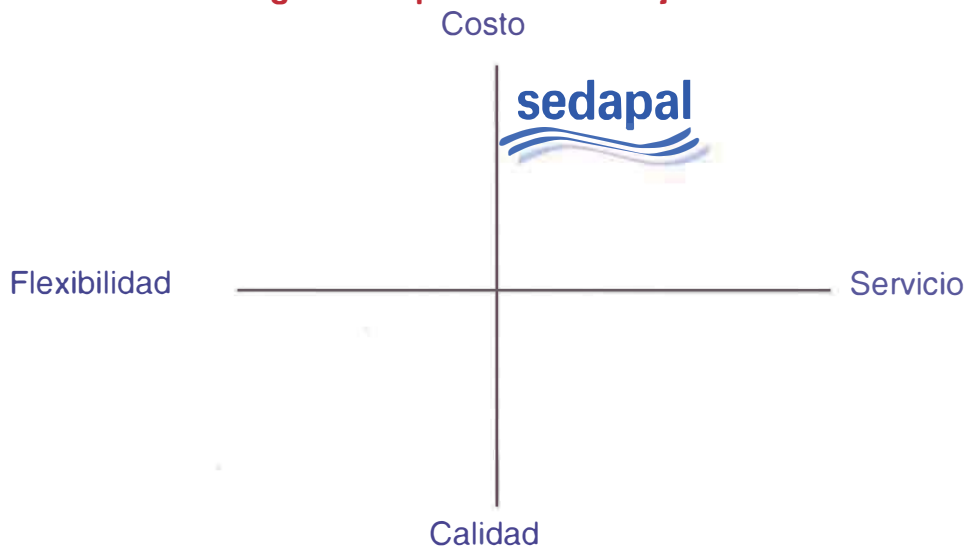 Costo
sedapal
Flexibilidad
Servicio
Calidad